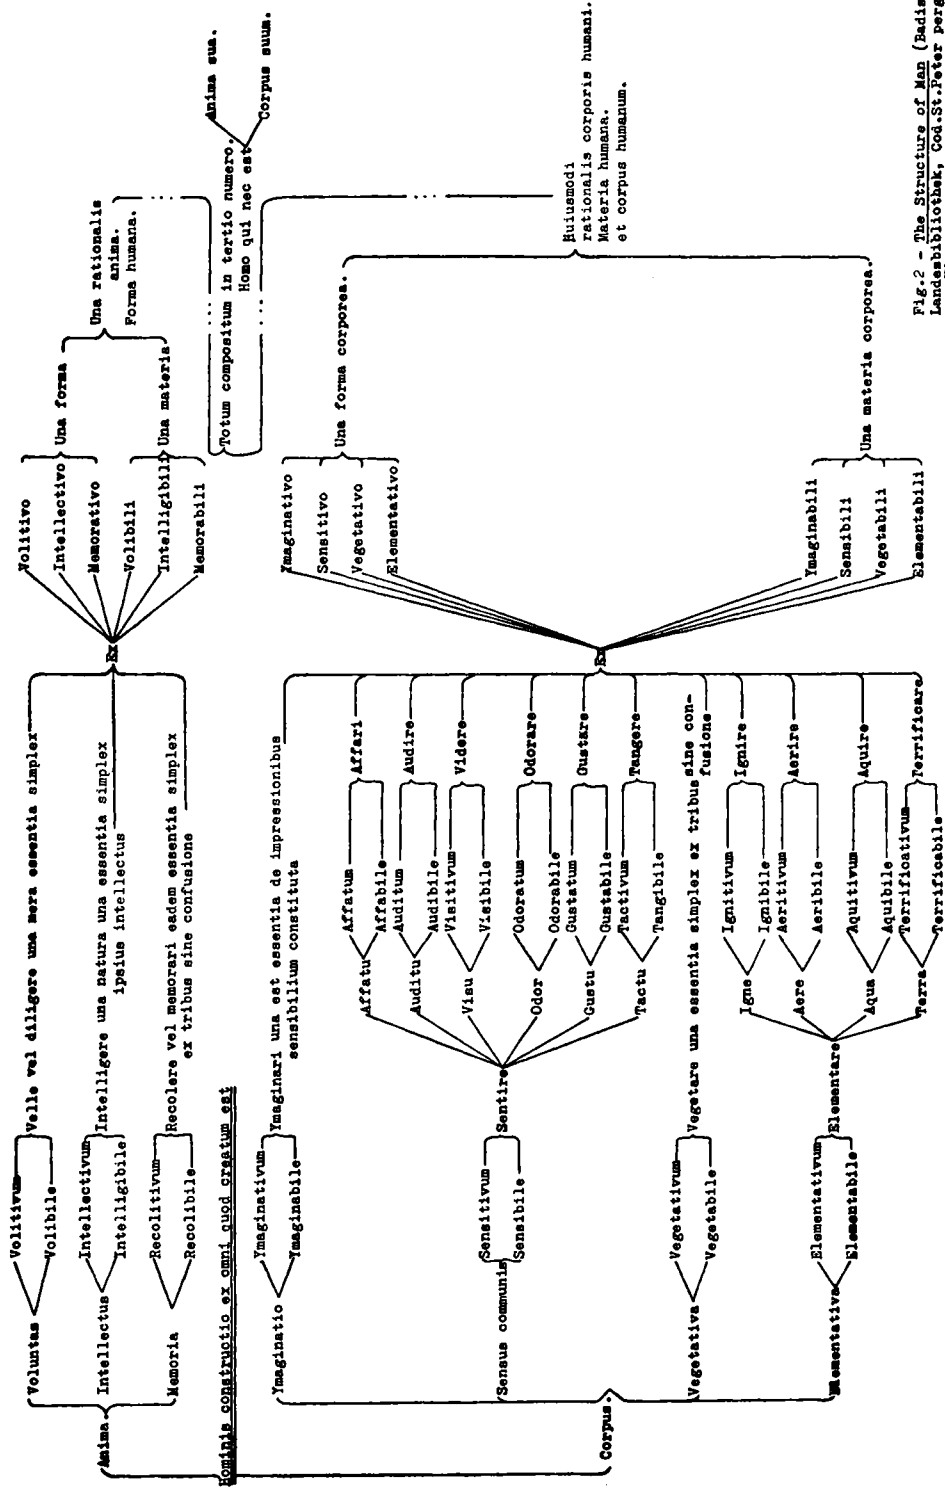 Hominis constructio ex omni quod creatum est
Anima.
Voluntas
Volitivum
Volibile
Velle vel diligere una mera essentia simplex
Intellectus
Intellectivum
Intelligibile
Intelligere una natura una essentia simplex
ipsius intellectus
Memoria
Recolitivum
Recolibile
Recolere vel memorari eadem essentia simplex
ex tribus sine confusione
Ex
Volitivo
Intellectivo
Memorativo
Una forma
Volibili
Intelligibili
Memorabili
Una materia
Una rationalis
anima.
Forma humana.
...
...
Totum compositum in tertio numero.
Homo qui nec est
Anima sua.
Corpus suum.
...
...
Corpus.
Ymaginatio
Ymaginativum
Ymaginabile
Ymaginari una est essentia de impressionibus
sensibilium constituta
Sensus communis
Sensitivum
Sensibile
Sentire
Affatu
Affatum
Affabile
Affari
Auditu
Auditum
Audibile
Audire
Visu
Visitivum
Visibile
Videre
Odor
Odoratum
Odorabile
Odorare
Gustu
Gustatum
Gustabile
Gustare
Tactu
Tactivum
Tangibile
Tangere
Vegetativa
Vegetativum
Vegetabile
Vegetare una essentia simplex ex tribus sine con-
fusione
Elementativa
Elementativum
Elementabile
Elementare
Igne
Ignitivum
Ignibile
Ignire
Aere
Aeritivum
Aeribile
Aerire
Aqua
Aquitivum
Aquibile
Aquire
Terra
Terrificativum
Terrificabile
Terrificare
Ex
Ymaginativo
Sensitivo
Vegetativo
Elementativo
Una forma corporea.
Ymaginabili
Sensibili
Vegetabili
Elementabili
Una materia corporea.
Huiusmodi
rationalis corporis humani.
Materia humana.
et corpus humanum.
Fig.2 - The Structure of Man (Badis
Landesbibliothek, Cod.St.Peter perg